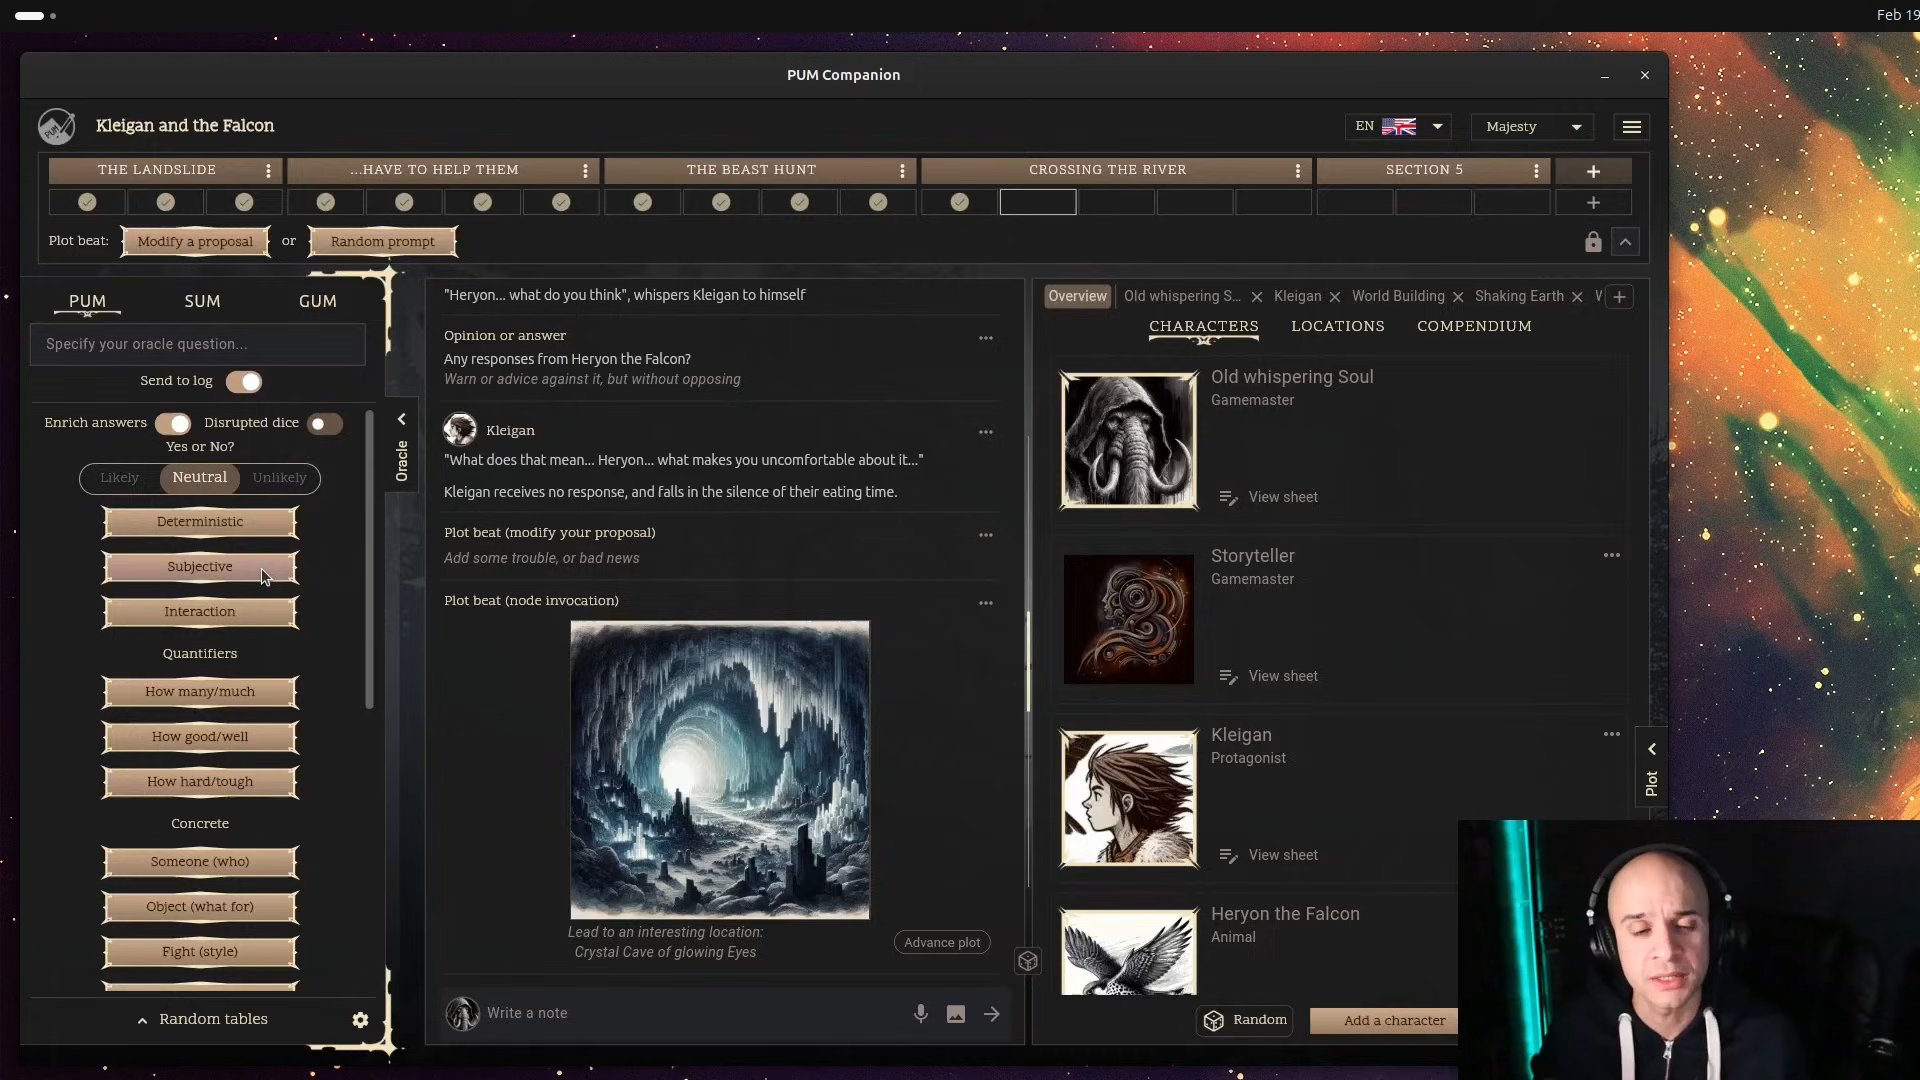 Feb 19
PUM Companion
PUM
Kleigan and the Falcon
EN
Majesty
THE LANDSLIDE
...HAVE TO HELP THEM
THE BEAST HUNT
CROSSING THE RIVER
SECTION 5
+
+
Plot beat:
Modify a proposal
or
Random prompt
PUM
SUM
GUM
Specify your oracle question...
Send to log
Enrich answers
Disrupted dice
Yes or No?
Likely
Neutral
Unlikely
Deterministic
Subjective
Interaction
Quantifiers
How many/much
How good/well
How hard/tough
Concrete
Someone (who)
Object (what for)
Fight (style)
Random tables
Oracle
"Heryon... what do you think", whispers Kleigan to himself
Opinion or answer
Any responses from Heryon the Falcon?
Warn or advice against it, but without opposing
Kleigan
"What does that mean... Heryon... what makes you uncomfortable about it..."
Kleigan receives no response, and falls in the silence of their eating time.
Plot beat (modify your proposal)
Add some trouble, or bad news
Plot beat (node invocation)
Lead to an interesting location:
Crystal Cave of glowing Eyes
Advance plot
Write a note
Overview
Old whispering S...
Kleigan
World Building
Shaking Earth
+
CHARACTERS
LOCATIONS
COMPENDIUM
Old whispering Soul
Gamemaster
View sheet
Storyteller
Gamemaster
View sheet
Kleigan
Protagonist
View sheet
Heryon the Falcon
Animal
Random
Add a character
Plot